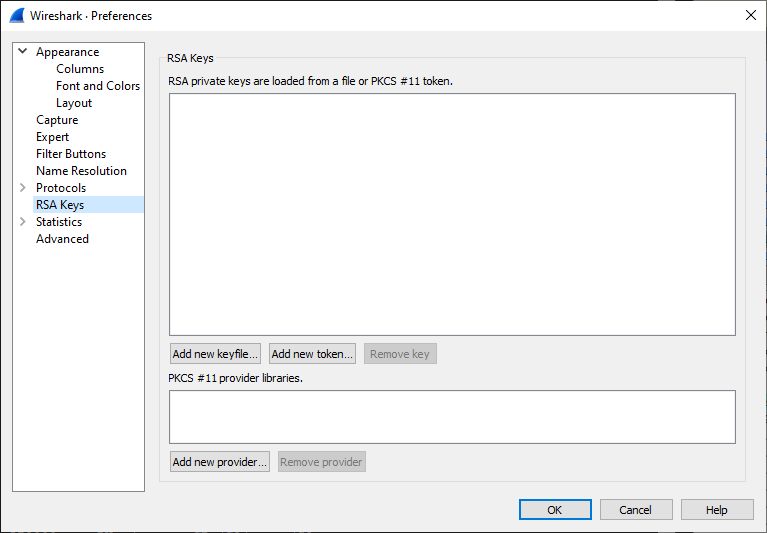 Wireshark · Preferences
Appearance
Columns
Font and Colors
Layout
Capture
Expert
Filter Buttons
Name Resolution
Protocols
RSA Keys
Statistics
Advanced
RSA Keys
RSA private keys are loaded from a file or PKCS #11 token.
Add new keyfile... Add new token... Remove key
PKCS #11 provider libraries.
Add new provider... Remove provider
OK Cancel Help